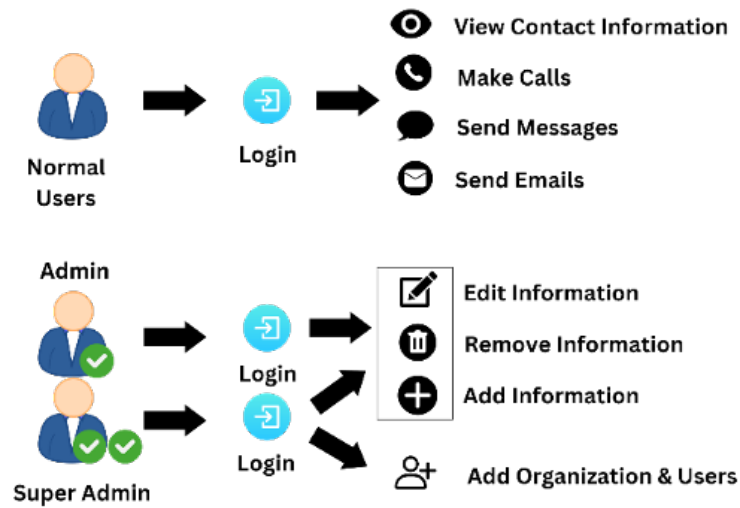 View Contact Information
Make Calls
Send Messages
Send Emails
Normal
Users
Login
Admin
Login
Edit Information
Remove Information
Add Information
Super Admin
Login
Add Organization & Users